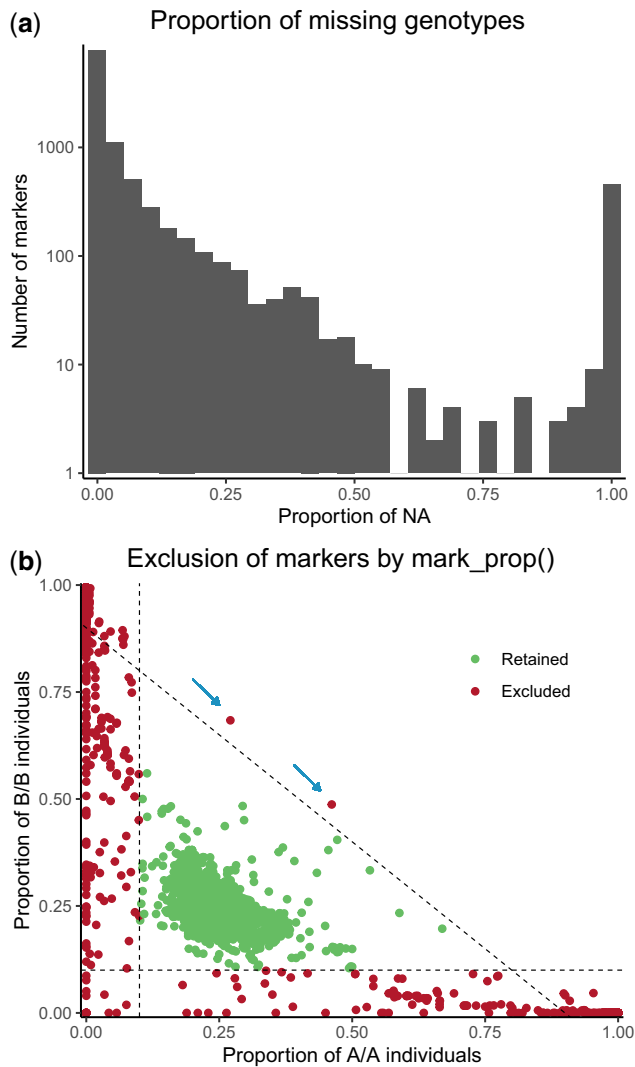 (a) Proportion of missing genotypes
Number of markers
1000
100
10
1
0.00 0.25 0.50 0.75 1.00
Proportion of NA
(b) Exclusion of markers by mark_prop()
Proportion of B/B individuals
1.00
0.75
0.50
0.25
0.00
Retained
Excluded
0.00 0.25 0.50 0.75 1.00
Proportion of A/A individuals